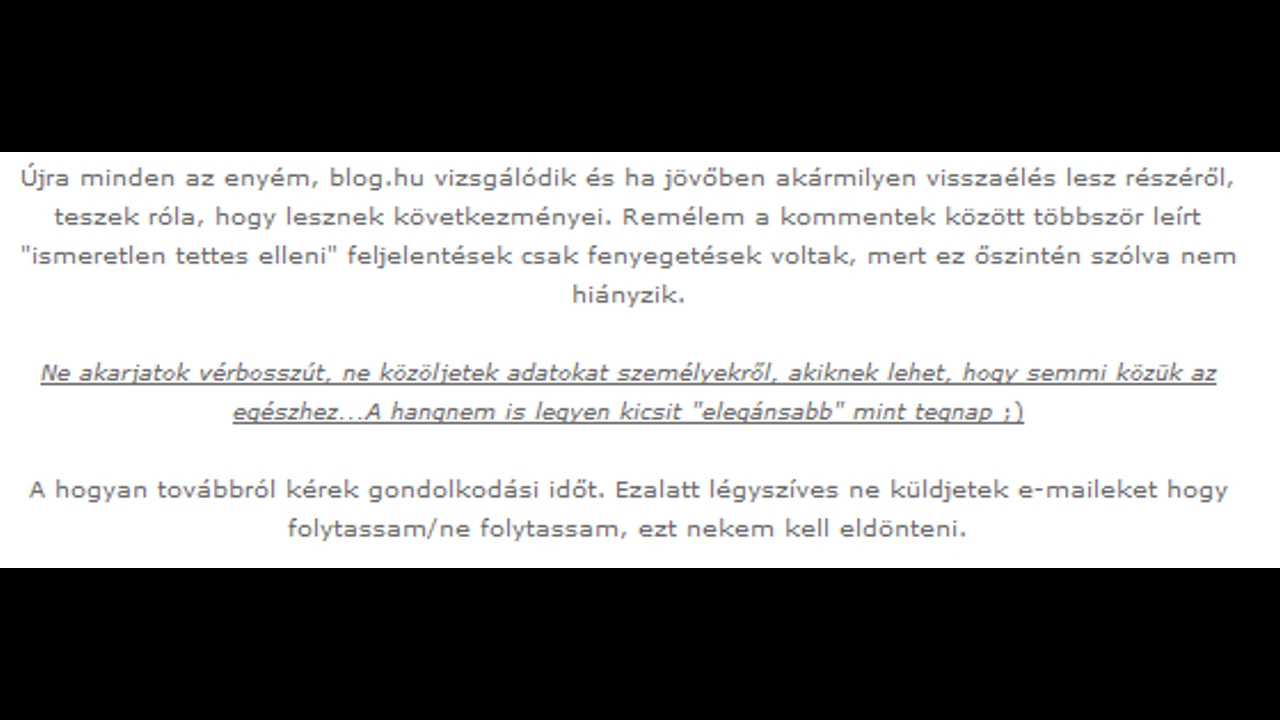 Újra minden az enyém, blog.hu vizsgálódik és ha jövőben akármilyen visszaélés lesz részéről,
teszek róla, hogy lesznek következményei. Remélem a kommentek között többször leírt
"ismeretlen tettes elleni" feljelentések csak fenyegetések voltak, mert ez őszintén szólva nem
hiányzik.
Ne akarjatok vérbosszút, ne közöljetek adatokat személyekről, akiknek lehet, hogy semmi közük az
egészhez...A hangnem is legyen kicsit "elegánsabb" mint tegnap ;)
A hogyan továbbról kérek gondolkodási időt. Ezalatt légyszíves ne küldjetek e-maileket hogy
folytassam/ne folytassam, ezt nekem kell eldönteni.